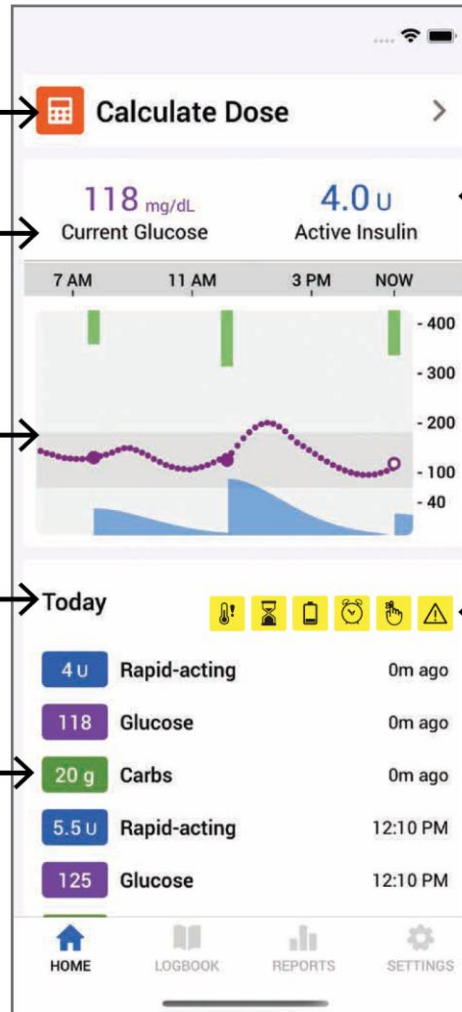 Calculate Dose
118 mg/dL 4.0 U
Current Glucose Active Insulin
7 AM 11 AM 3 PM NOW
- 400
- 300
- 200
- 100
- 40
Today
4 U Rapid-acting 0m ago
118 Glucose 0m ago
20 g Carbs 0m ago
5.5 U Rapid-acting 12:10 PM
125 Glucose 12:10 PM
HOME LOGBOOK REPORTS SETTINGS